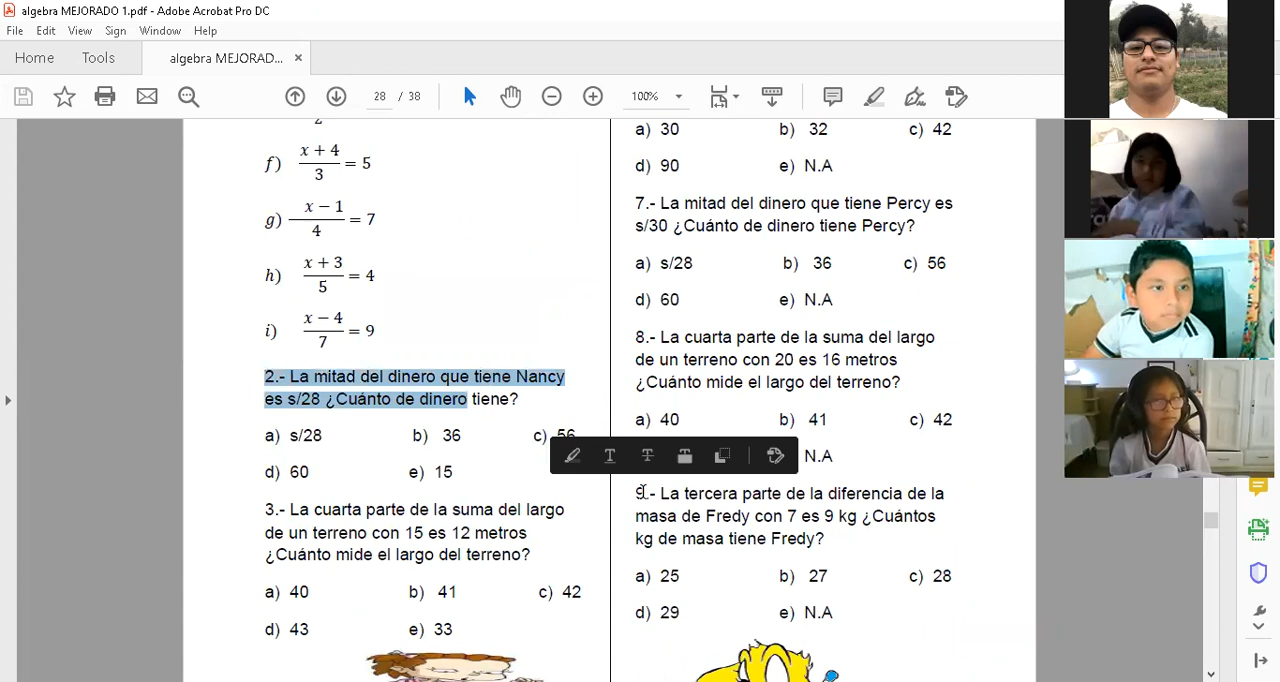 algebra MEJORADO 1.pdf - Adobe Acrobat Pro DC
File Edit View Window Sign Help
Home Tools algebra MEJORAD... ×
28 / 38 100%
2
f) x + 4 / 3 = 5
g) − x − 1 / 4 = 7
h) x + 3 / 5 = 4
i) x − 4 / 7 = 9
2.- La mitad del dinero que tiene Nancy
es s/28 ¿Cuánto de dinero tiene?
a) s/28 b) 36 c) 56
d) 60 e) 15
3.- La cuarta parte de la suma del largo
de un terreno con 15 es 12 metros
¿Cuánto mide el largo del terreno?
a) 40 b) 41 c) 42
d) 43 e) 33
a) 30 b) 32 c) 42
d) 90 e) N.A
7.- La mitad del dinero que tiene Percy es
s/30 ¿Cuánto de dinero tiene Percy?
a) s/28 b) 36 c) 56
d) 60 e) N.A
8.- La cuarta parte de la suma del largo
de un terreno con 20 es 16 metros
¿Cuánto mide el largo del terreno?
a) 40 b) 41 c) 42
N.A
9.- La tercera parte de la diferencia de la
masa de Fredy con 7 es 9 kg ¿Cuántos
kg de masa tiene Fredy?
a) 25 b) 27 c) 28
d) 29 e) N.A